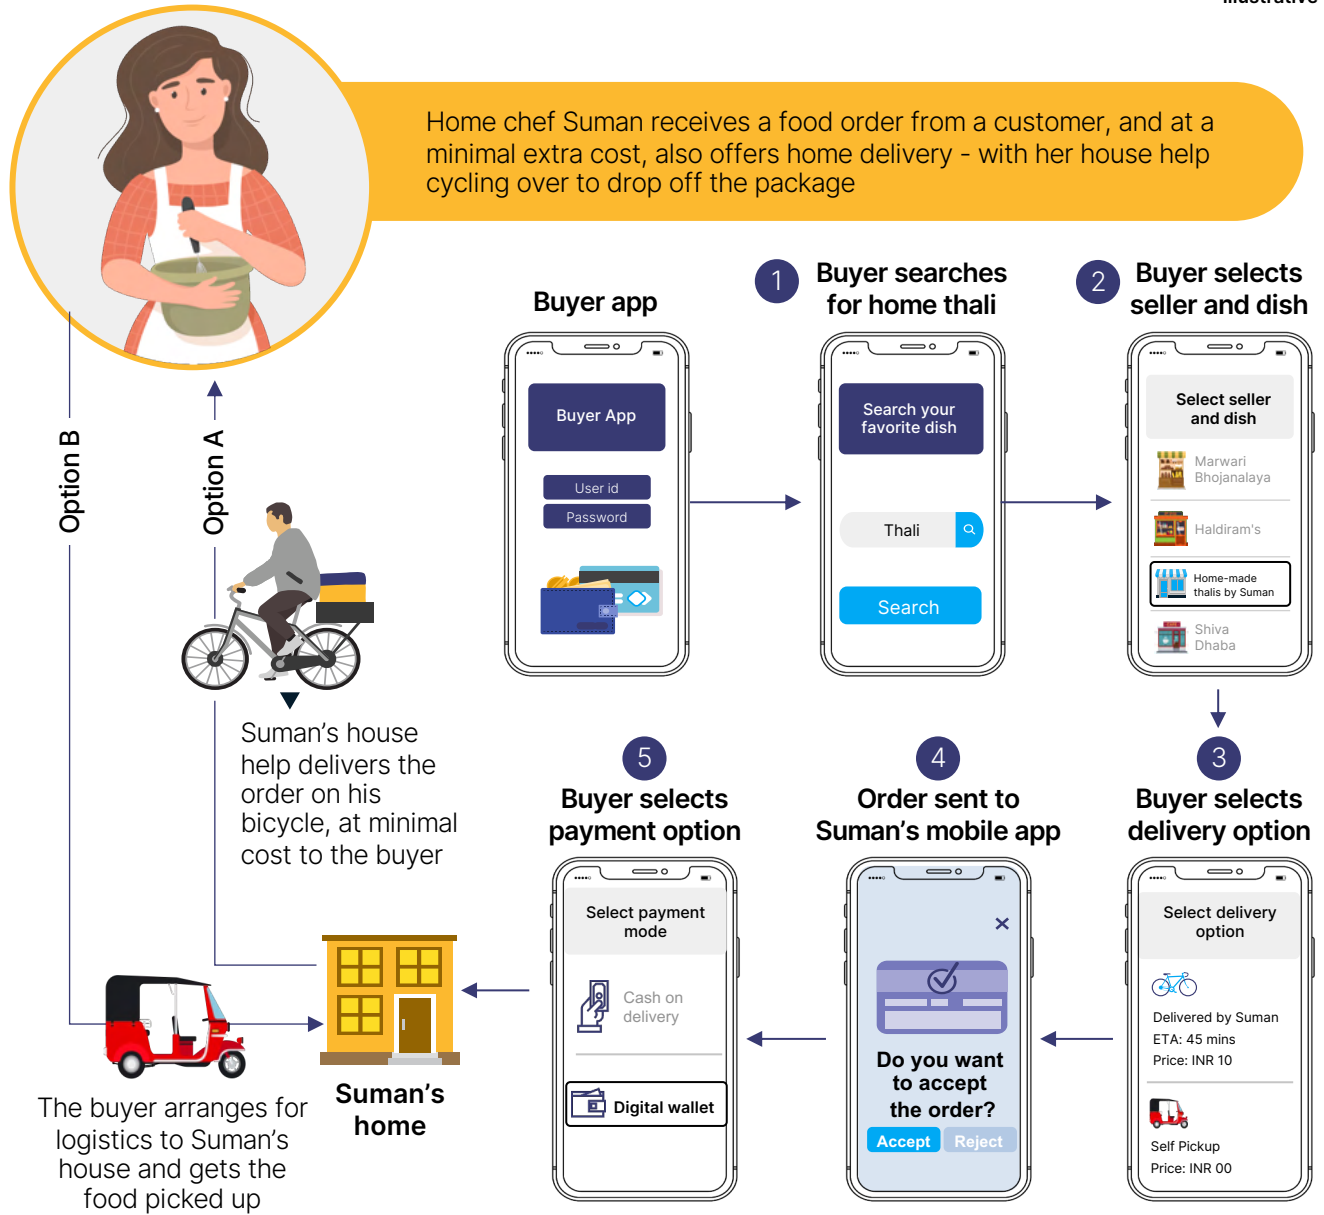 Illustrative
Home chef Suman receives a food order from a customer, and at a
minimal extra cost, also offers home delivery - with her house help
cycling over to drop off the package
Buyer app
Buyer App
User id
Password
1
Buyer searches
for home thali
Search your
favorite dish
Thali
Search
2
Buyer selects
seller and dish
Select seller
and dish
Marwari
Bhojanalaya
Haldiram's
Home-made
thalis by Suman
Shiva
Dhaba
3
Buyer selects
delivery option
Select delivery
option
Delivered by Suman
ETA: 45 mins
Price: INR 10
Self Pickup
Price: INR 00
4
Order sent to
Suman's mobile app
Do you want
to accept
the order?
Accept
Reject
5
Buyer selects
payment option
Select payment
mode
Cash on
delivery
Digital wallet
Suman's
home
Option A
Suman's house
help delivers the
order on his
bicycle, at minimal
cost to the buyer
Option B
The buyer arranges for
logistics to Suman's
house and gets the
food picked up